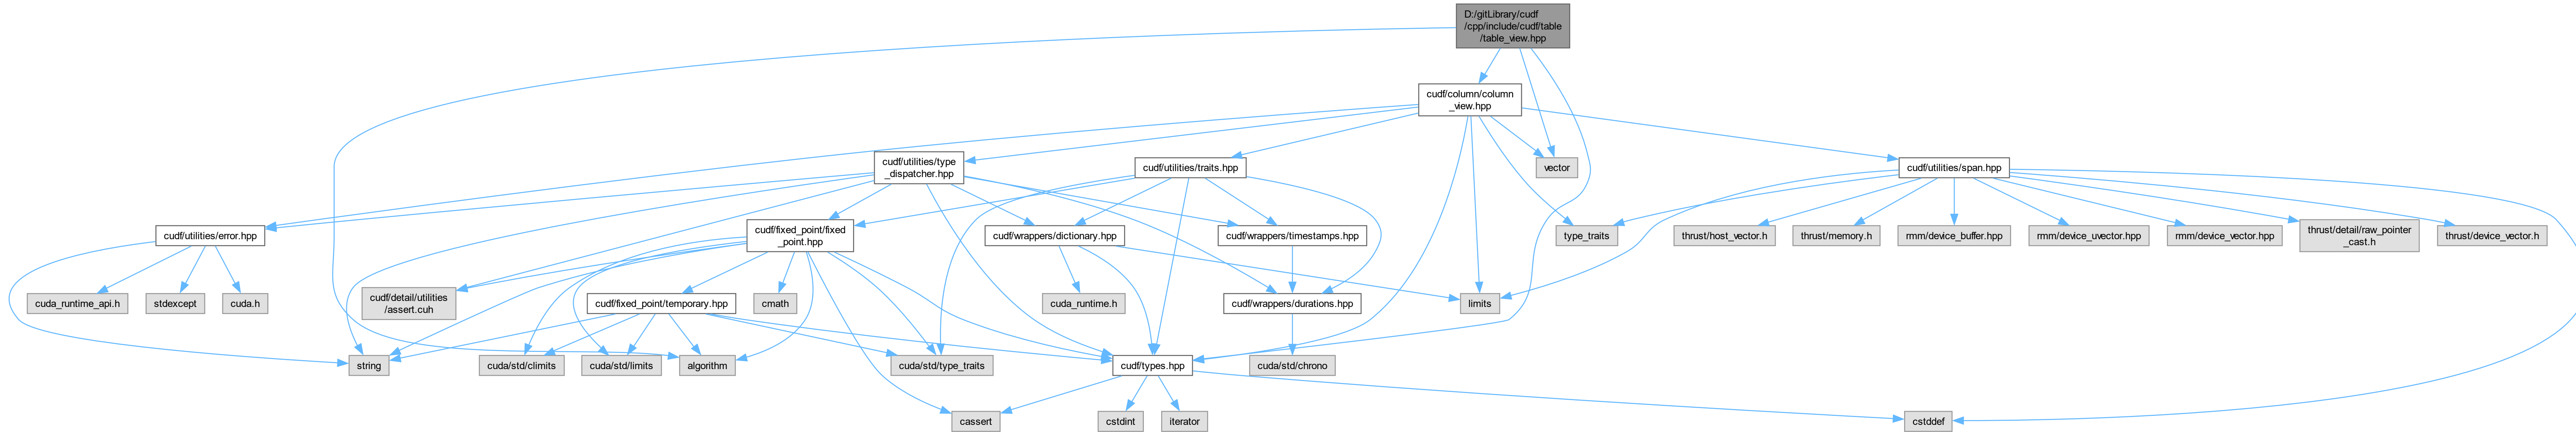 D:/gitLibrary/cudf
/cpp/include/cudf/table
/table_view.hpp
cudf/column/column
_view.hpp
cudf/utilities/type
_dispatcher.hpp
cudf/utilities/traits.hpp
vector
cudf/utilities/span.hpp
cudf/utilities/error.hpp
cudf/fixed_point/fixed
_point.hpp
cudf/wrappers/dictionary.hpp
cudf/wrappers/timestamps.hpp
type_traits
thrust/host_vector.h
thrust/memory.h
rmm/device_buffer.hpp
rmm/device_uvector.hpp
rmm/device_vector.hpp
thrust/detail/raw_pointer
_cast.h
thrust/device_vector.h
cuda_runtime_api.h
stdexcept
cuda.h
cudf/detail/utilities
/assert.cuh
cudf/fixed_point/temporary.hpp
cmath
cuda_runtime.h
cudf/wrappers/durations.hpp
limits
string
cuda/std/climits
cuda/std/limits
algorithm
cuda/std/type_traits
cudf/types.hpp
cuda/std/chrono
cassert
cstdint
iterator
cstddef